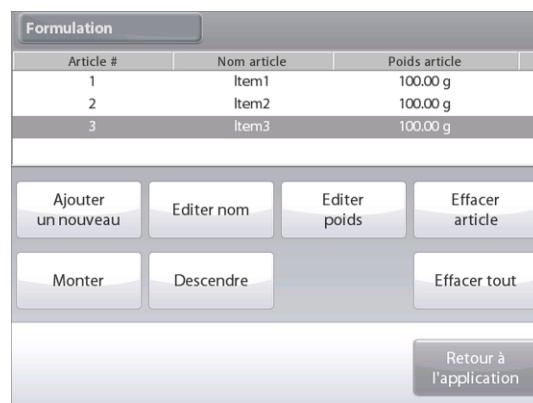 Formulation
Article # Nom article Poids article
1 Item1 100.00 g
2 Item2 100.00 g
3 Item3 100.00 g
Ajouter un nouveau
Editer nom
Editer poids
Effacer article
Monter
Descendre
Effacer tout
Retour à l'application